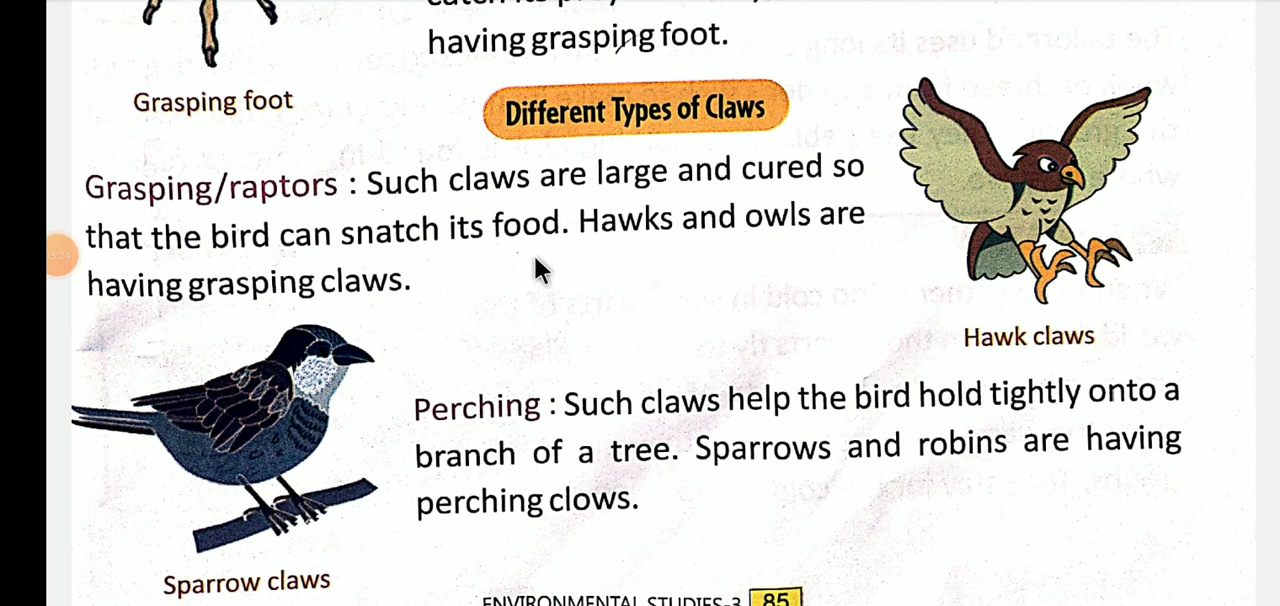 having grasping foot.
Grasping foot
Different Types of Claws
Grasping/raptors : Such claws are large and cured so
that the bird can snatch its food. Hawks and owls are
having grasping claws.
Hawk claws
Perching : Such claws help the bird hold tightly onto a
branch of a tree. Sparrows and robins are having
perching clows.
Sparrow claws
ENVIRONMENTAL STUDIES-3 85